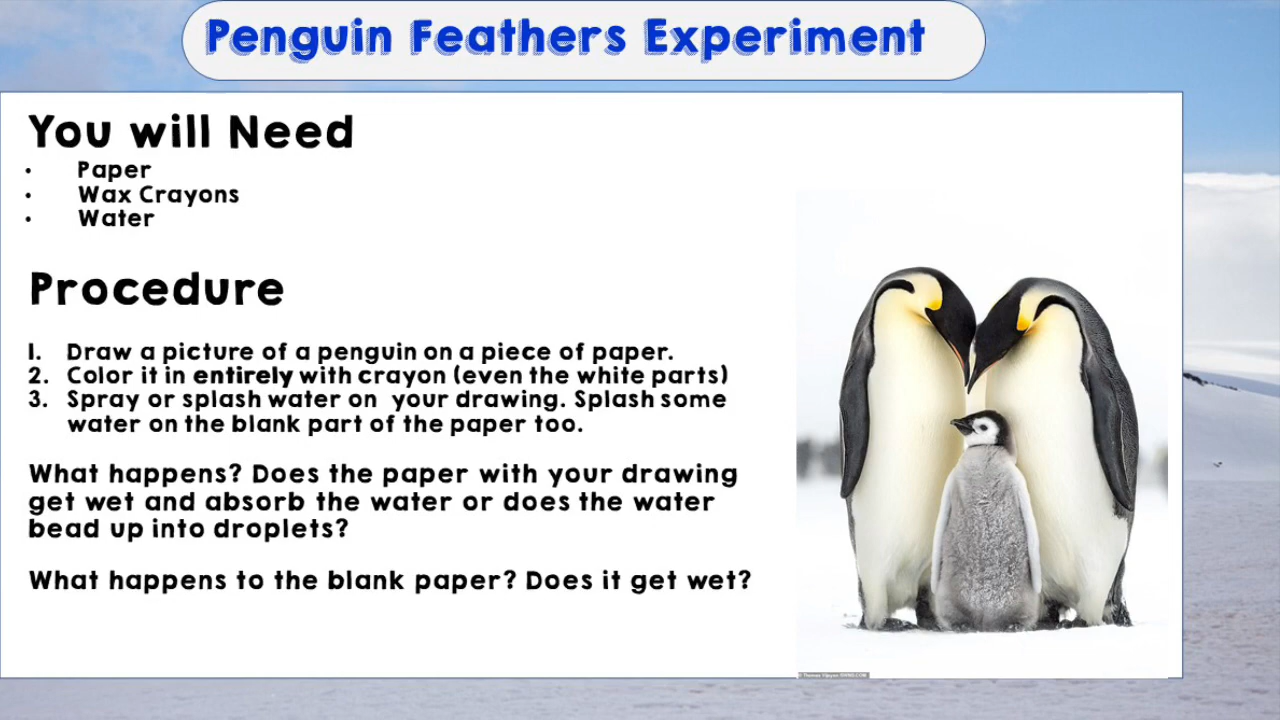 Penguin Feathers Experiment
You will Need
• Paper
• Wax Crayons
• Water
Procedure
1. Draw a picture of a penguin on a piece of paper.
2. Color it in entirely with crayon (even the white parts)
3. Spray or splash water on your drawing. Splash some
water on the blank part of the paper too.
What happens? Does the paper with your drawing
get wet and absorb the water or does the water
bead up into droplets?
What happens to the blank paper? Does it get wet?